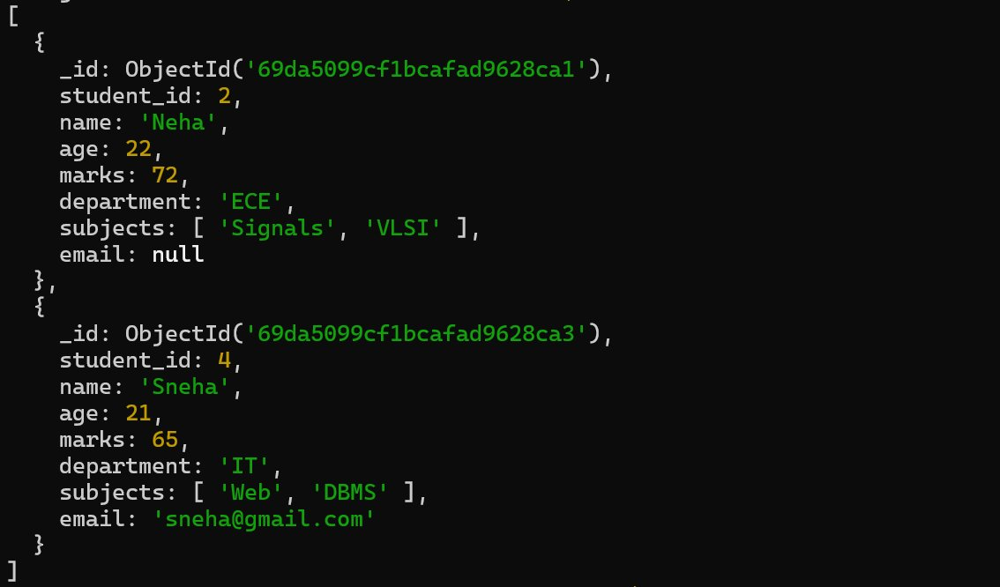 [
  {
    _id: ObjectId('69da5099cf1bcafad9628ca1'),
    student_id: 2,
    name: 'Neha',
    age: 22,
    marks: 72,
    department: 'ECE',
    subjects: [ 'Signals', 'VLSI' ],
    email: null
  },
  {
    _id: ObjectId('69da5099cf1bcafad9628ca3'),
    student_id: 4,
    name: 'Sneha',
    age: 21,
    marks: 65,
    department: 'IT',
    subjects: [ 'Web', 'DBMS' ],
    email: 'sneha@gmail.com'
  }
]